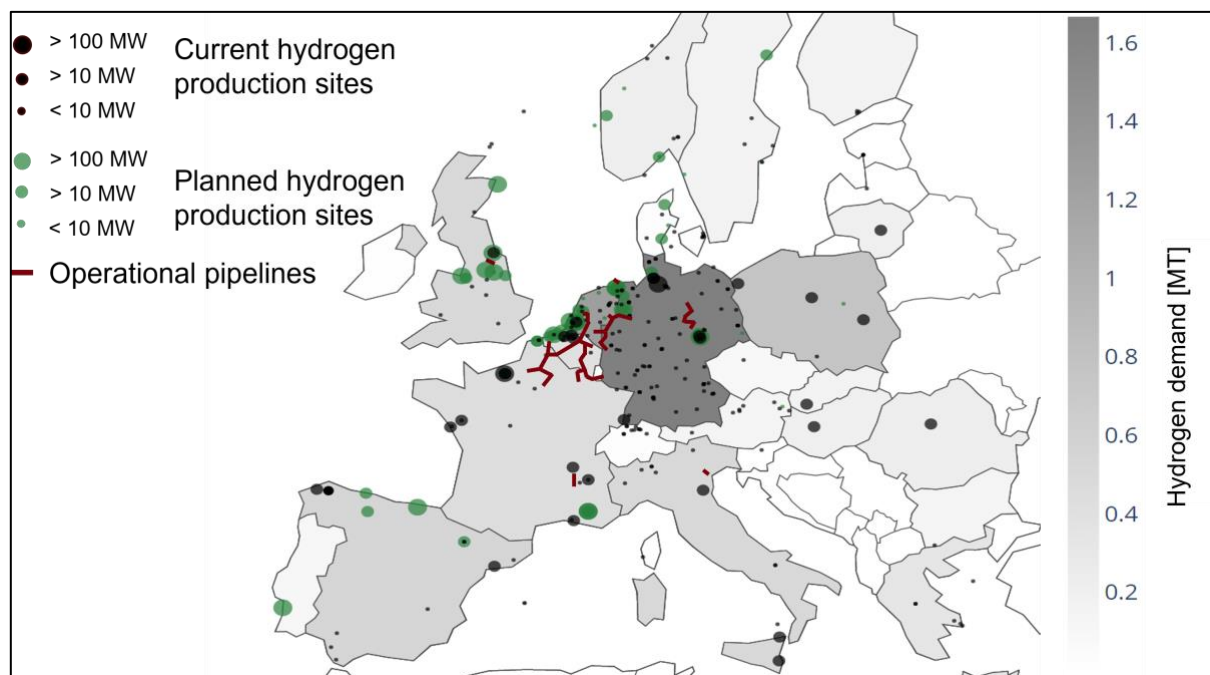 > 100 MW
> 10 MW
< 10 MW
Current hydrogen
production sites
> 100 MW
> 10 MW
< 10 MW
Planned hydrogen
production sites
Operational pipelines
1.6
1.4
1.2
1
0.8
0.6
0.4
0.2
Hydrogen demand [MT]